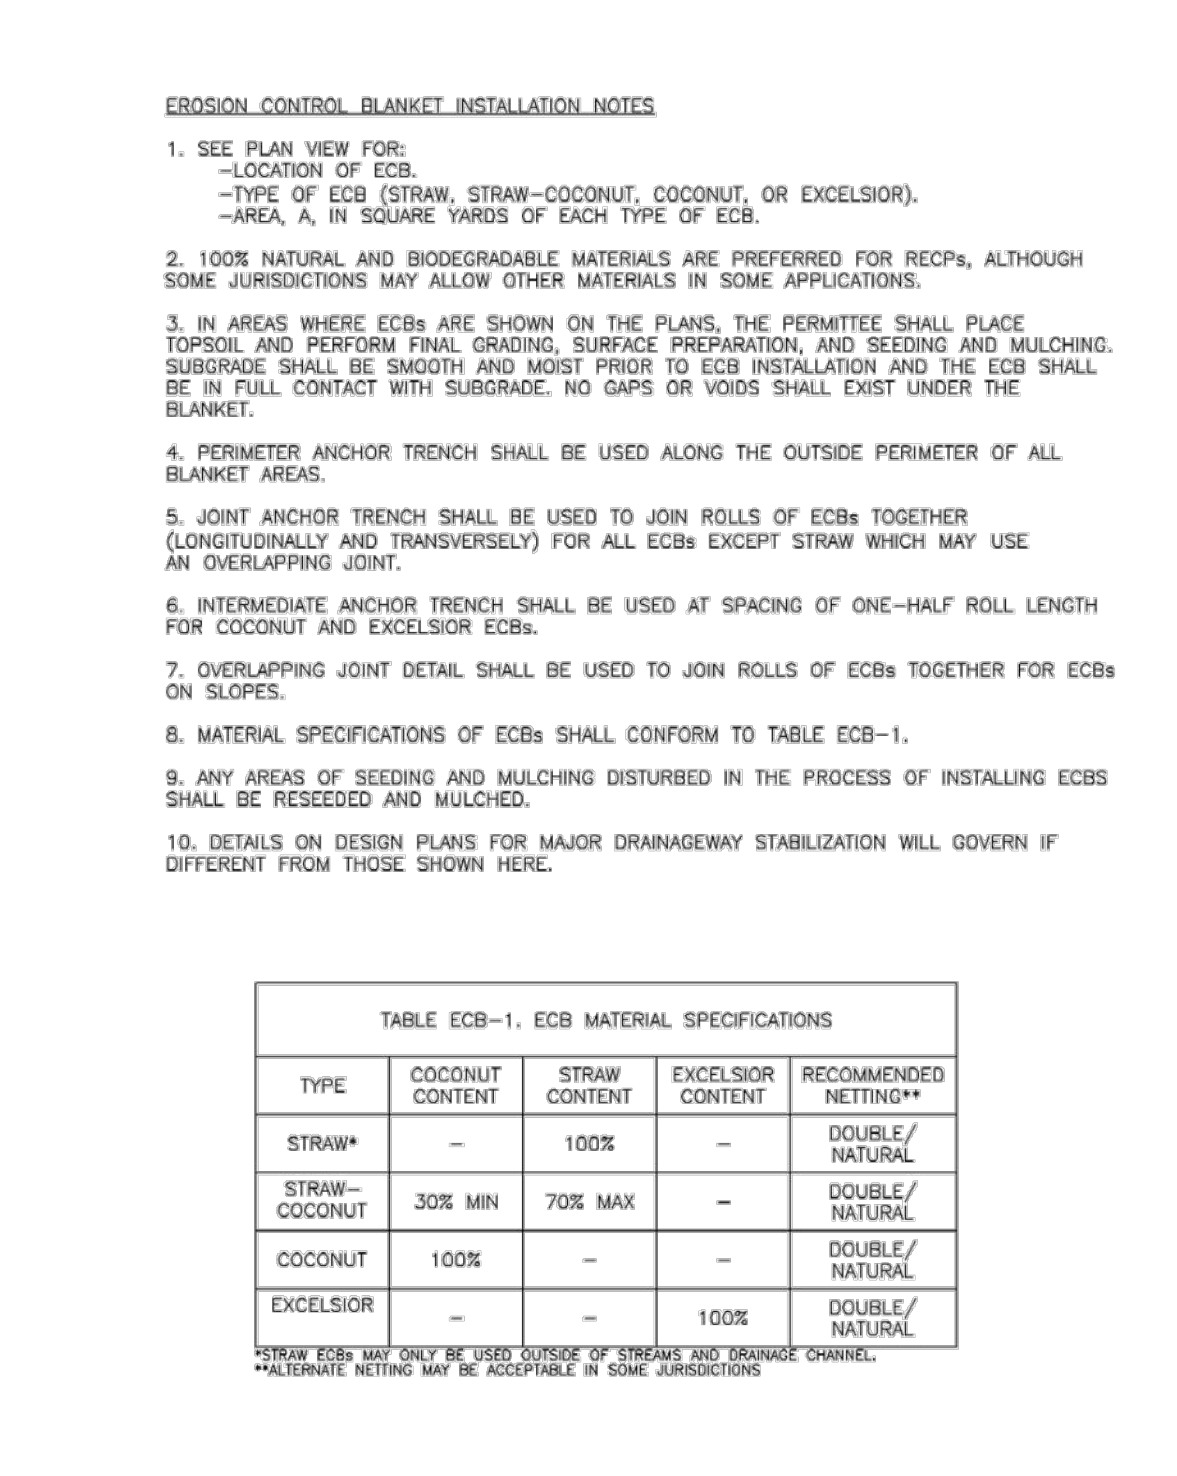 EROSION CONTROL BLANKET INSTALLATION NOTES
1. SEE PLAN VIEW FOR:
-LOCATION OF ECB.
-TYPE OF ECB (STRAW, STRAW-COCONUT, COCONUT, OR EXCELSIOR).
-AREA, A, IN SQUARE YARDS OF EACH TYPE OF ECB.
2. 100% NATURAL AND BIODEGRADABLE MATERIALS ARE PREFERRED FOR RECPs, ALTHOUGH
SOME JURISDICTIONS MAY ALLOW OTHER MATERIALS IN SOME APPLICATIONS.
3. IN AREAS WHERE ECBs ARE SHOWN ON THE PLANS, THE PERMITTEE SHALL PLACE
TOPSOIL AND PERFORM FINAL GRADING, SURFACE PREPARATION, AND SEEDING AND MULCHING.
SUBGRADE SHALL BE SMOOTH AND MOIST PRIOR TO ECB INSTALLATION AND THE ECB SHALL
BE IN FULL CONTACT WITH SUBGRADE. NO GAPS OR VOIDS SHALL EXIST UNDER THE
BLANKET.
4. PERIMETER ANCHOR TRENCH SHALL BE USED ALONG THE OUTSIDE PERIMETER OF ALL
BLANKET AREAS.
5. JOINT ANCHOR TRENCH SHALL BE USED TO JOIN ROLLS OF ECBs TOGETHER
(LONGITUDINALLY AND TRANSVERSELY) FOR ALL ECBs EXCEPT STRAW WHICH MAY USE
AN OVERLAPPING JOINT.
6. INTERMEDIATE ANCHOR TRENCH SHALL BE USED AT SPACING OF ONE-HALF ROLL LENGTH
FOR COCONUT AND EXCELSIOR ECBs.
7. OVERLAPPING JOINT DETAIL SHALL BE USED TO JOIN ROLLS OF ECBs TOGETHER FOR ECBs
ON SLOPES.
8. MATERIAL SPECIFICATIONS OF ECBs SHALL CONFORM TO TABLE ECB-1.
9. ANY AREAS OF SEEDING AND MULCHING DISTURBED IN THE PROCESS OF INSTALLING ECBS
SHALL BE RESEEDED AND MULCHED.
10. DETAILS ON DESIGN PLANS FOR MAJOR DRAINAGEWAY STABILIZATION WILL GOVERN IF
DIFFERENT FROM THOSE SHOWN HERE.
TABLE ECB-1. ECB MATERIAL SPECIFICATIONS
TYPE
COCONUT
CONTENT
STRAW
CONTENT
EXCELSIOR
CONTENT
RECOMMENDED
NETTING**
STRAW*
-
100%
-
DOUBLE/
NATURAL
STRAW-
COCONUT
30% MIN
70% MAX
-
DOUBLE/
NATURAL
COCONUT
100%
-
-
DOUBLE/
NATURAL
EXCELSIOR
-
-
100%
DOUBLE/
NATURAL
*STRAW ECBs MAY ONLY BE USED OUTSIDE OF STREAMS AND DRAINAGE CHANNEL.
**ALTERNATE NETTING MAY BE ACCEPTABLE IN SOME JURISDICTIONS